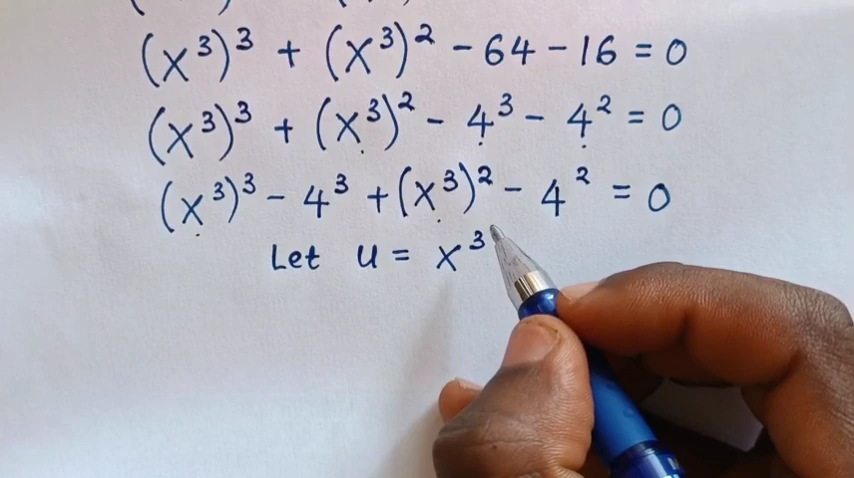 (x³)³ + (x³)² - 64 - 16 = 0
(x³)³ + (x³)² - 4³ - 4² = 0
(x³)³ - 4³ + (x³)² - 4² = 0
Let u = x³